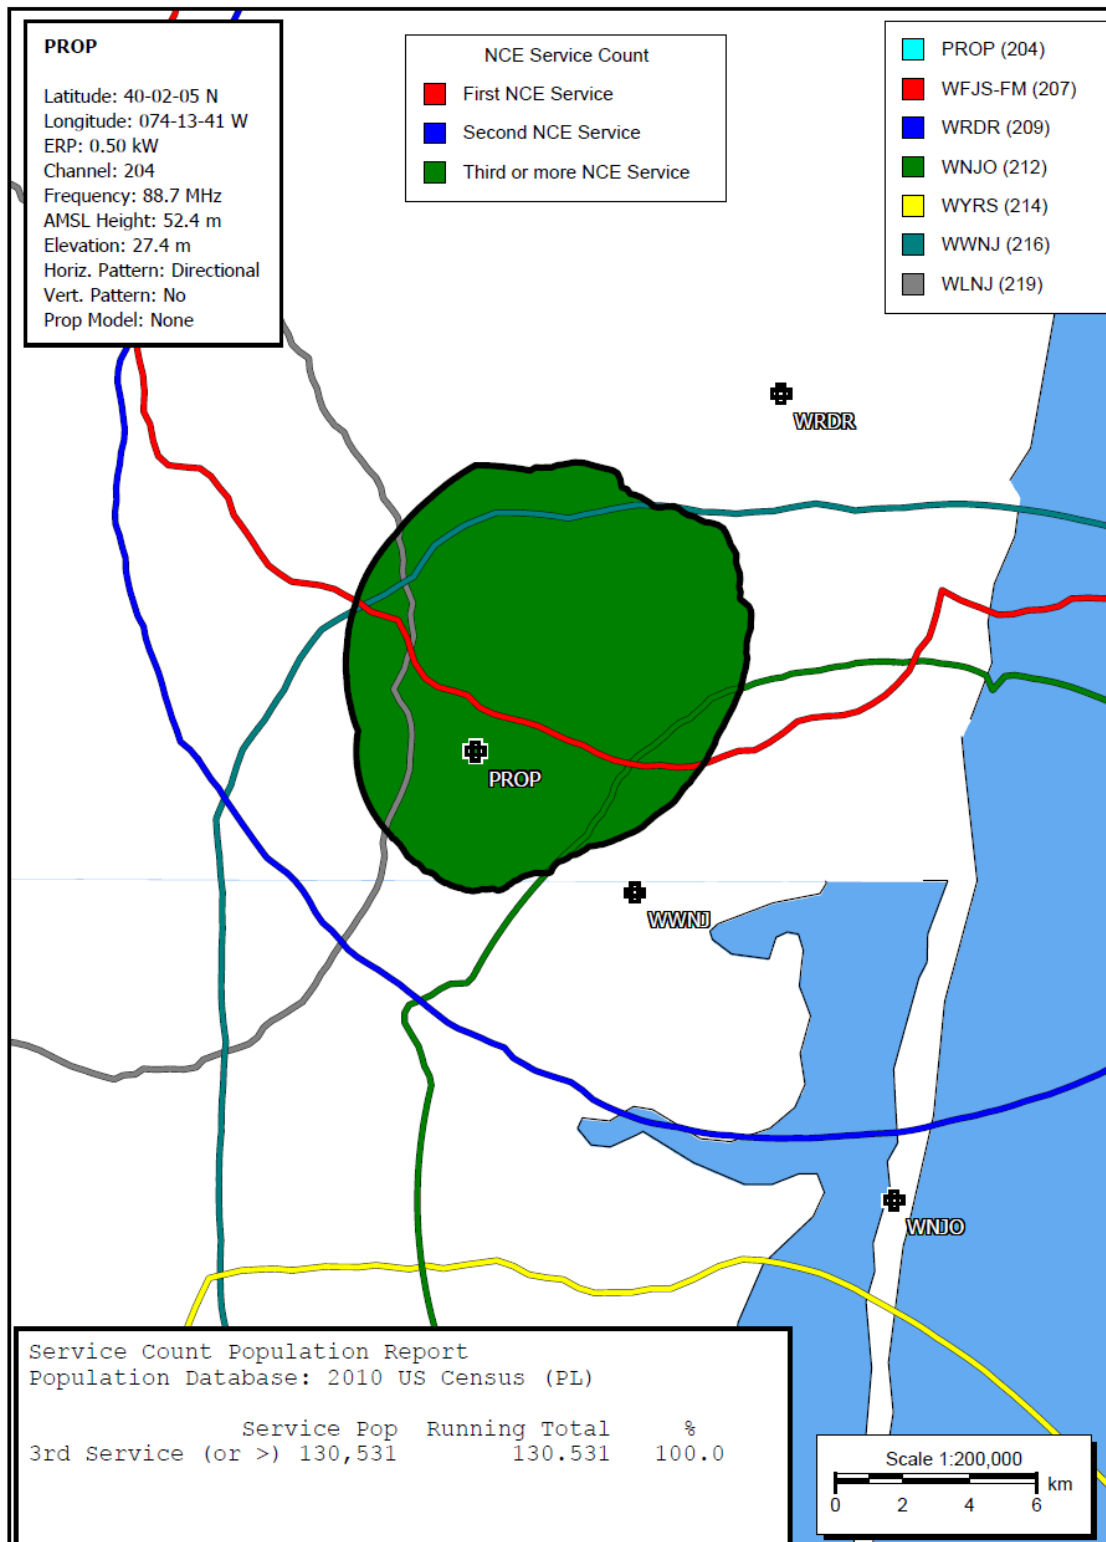 PROP
Latitude: 40-02-05 N
Longitude: 074-13-41 W
ERP: 0.50 kW
Channel: 204
Frequency: 88.7 MHz
AMSL Height: 52.4 m
Elevation: 27.4 m
Horiz. Pattern: Directional
Vert. Pattern: No
Prop Model: None
NCE Service Count
First NCE Service
Second NCE Service
Third or more NCE Service
PROP (204)
WFJS-FM (207)
WRDR (209)
WNJO (212)
WYRS (214)
WWNJ (216)
WLNJ (219)
WRDR
PROP
WWNJ
WNJO
Service Count Population Report
Population Database: 2010 US Census (PL)
Service Pop Running Total %
3rd Service (or >) 130,531 130.531 100.0
Scale 1:200,000
km
0 2 4 6